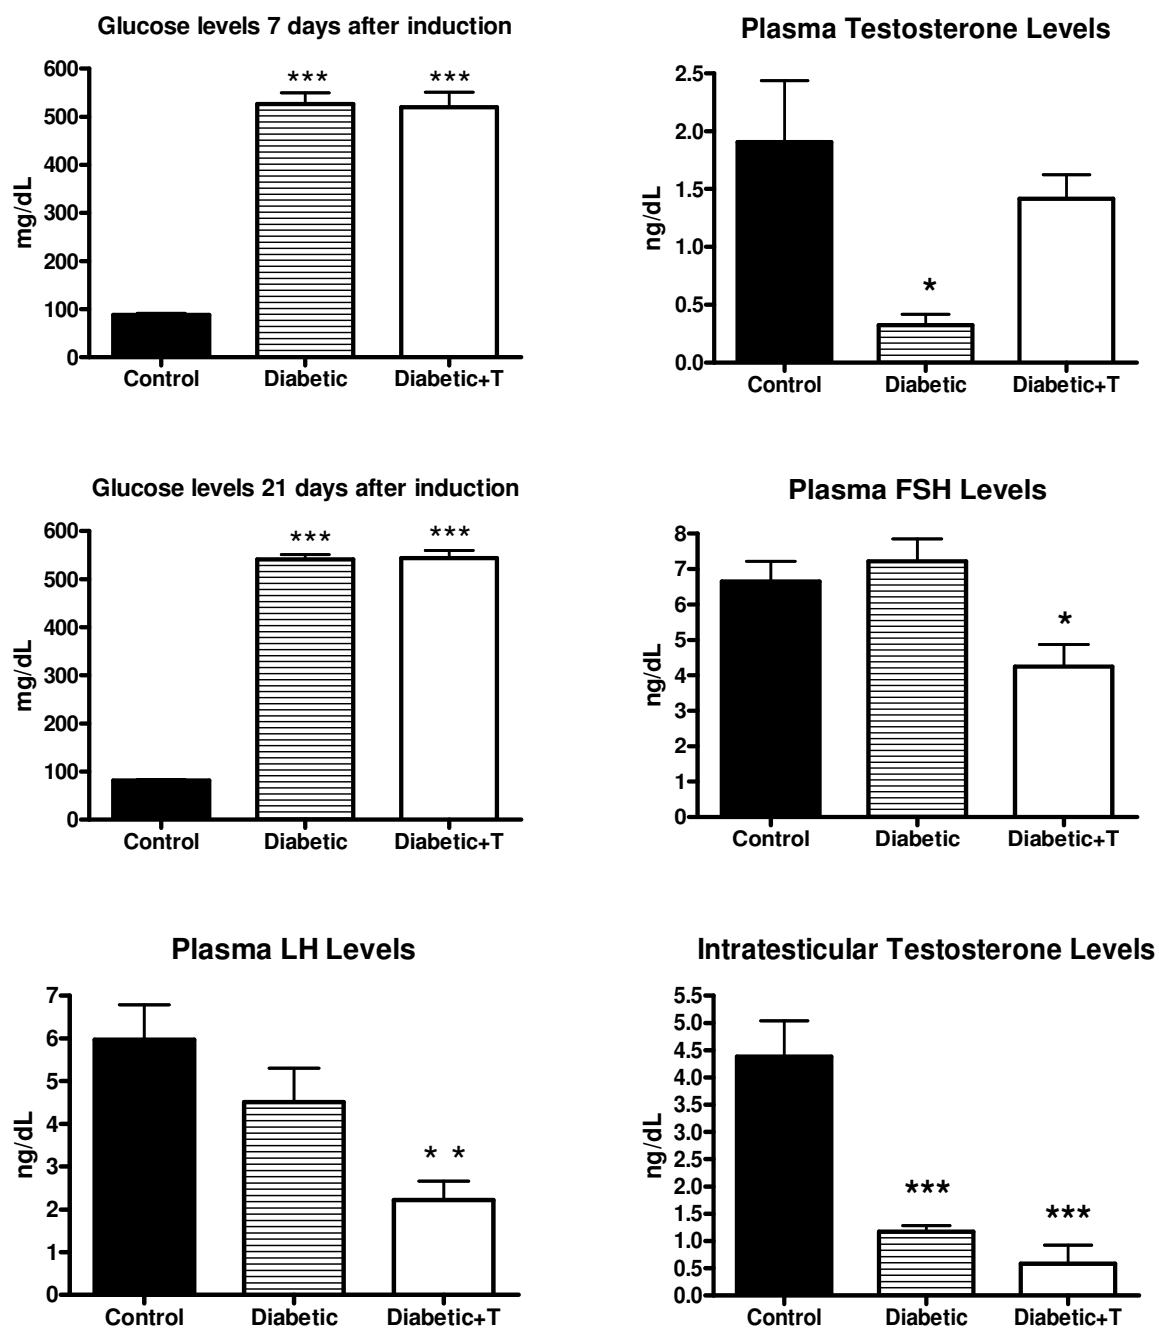 Glucose levels 7 days after induction
600
500
400
300
200
100
0
mg/dL
***
***
Control
Diabetic
Diabetic+T
Plasma Testosterone Levels
2.5
2.0
1.5
1.0
0.5
0.0
ng/dL
*
Control
Diabetic
Diabetic+T
Glucose levels 21 days after induction
600
500
400
300
200
100
0
mg/dL
***
***
Control
Diabetic
Diabetic+T
Plasma FSH Levels
8
7
6
5
4
3
2
1
0
ng/dL
*
Control
Diabetic
Diabetic+T
Plasma LH Levels
7
6
5
4
3
2
1
0
ng/dL
* *
Control
Diabetic
Diabetic+T
Intratesticular Testosterone Levels
5.5
5.0
4.5
4.0
3.5
3.0
2.5
2.0
1.5
1.0
0.5
0.0
ng/dL
***
***
Control
Diabetic
Diabetic+T